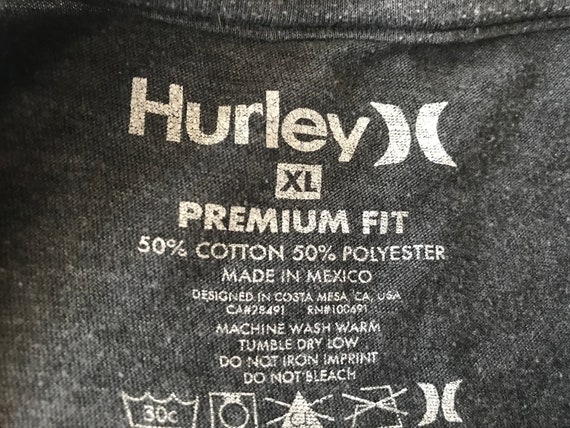 Hurley
XL
PREMIUM FIT
50% COTTON 50% POLYESTER
MADE IN MEXICO
DESIGNED IN COSTA MESA, CA, USA
CA#28491 RN#100691
MACHINE WASH WARM
TUMBLE DRY LOW
DO NOT IRON IMPRINT
DO NOT BLEACH
30c